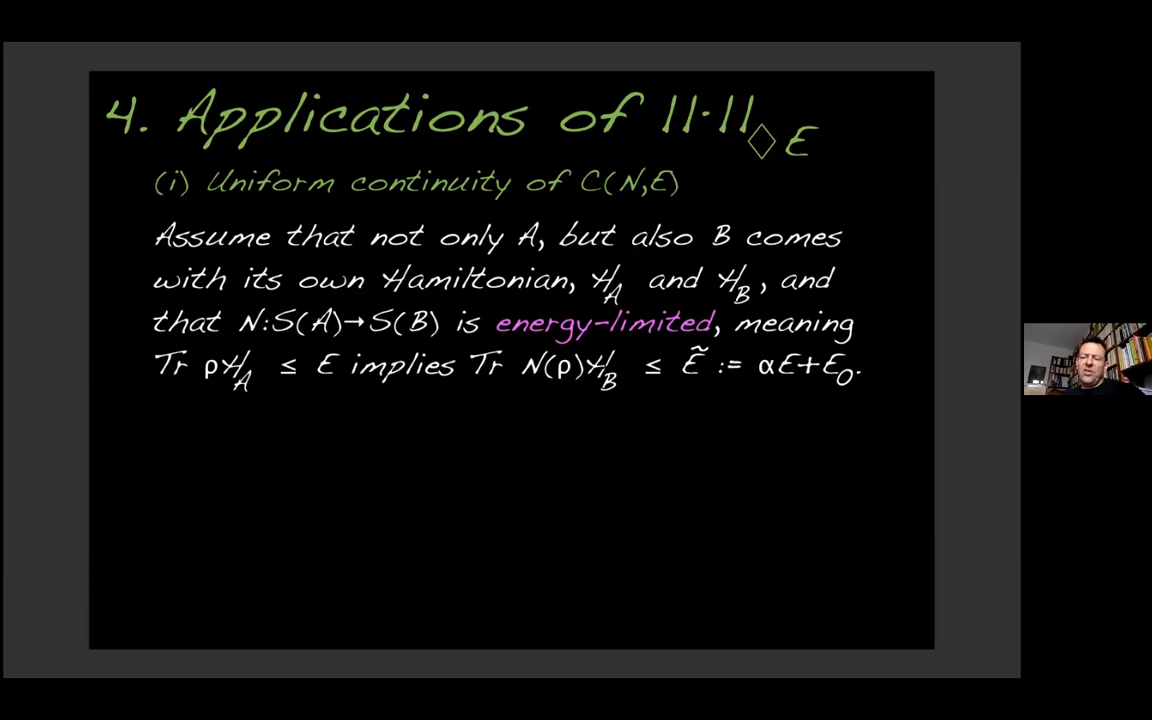 4. Applications of ||·||◇E
(i) Uniform continuity of C(N,E)
Assume that not only A, but also B comes
with its own Hamiltonian, H_A and H_B, and
that N:S(A)→S(B) is energy-limited, meaning
Tr ρH_A ≤ E implies Tr N(ρ)H_B ≤ Ẽ := αE+E_0.